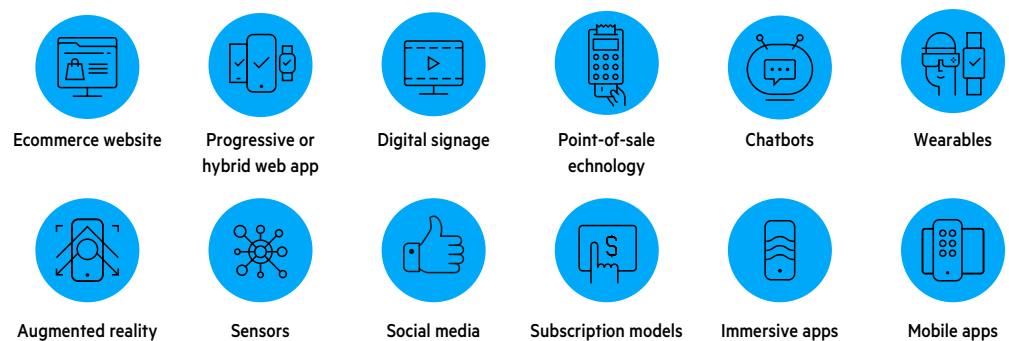 Ecommerce website
Progressive or
hybrid web app
Digital signage
Point-of-sale
echnology
Chatbots
Wearables
Augmented reality
Sensors
Social media
$
Subscription models
Immersive apps
Mobile apps